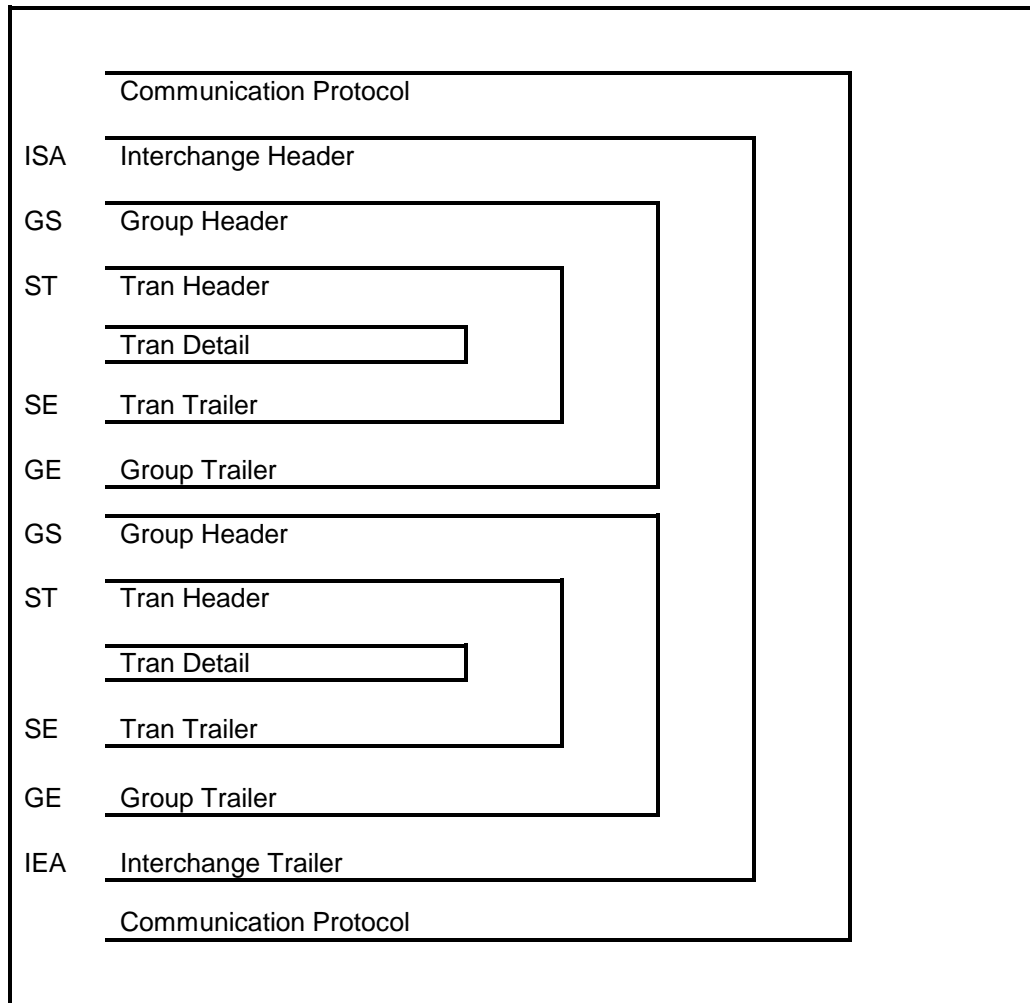 Communication Protocol
ISA Interchange Header
GS Group Header
ST Tran Header
Tran Detail
SE Tran Trailer
GE Group Trailer
GS Group Header
ST Tran Header
Tran Detail
SE Tran Trailer
GE Group Trailer
IEA Interchange Trailer
Communication Protocol